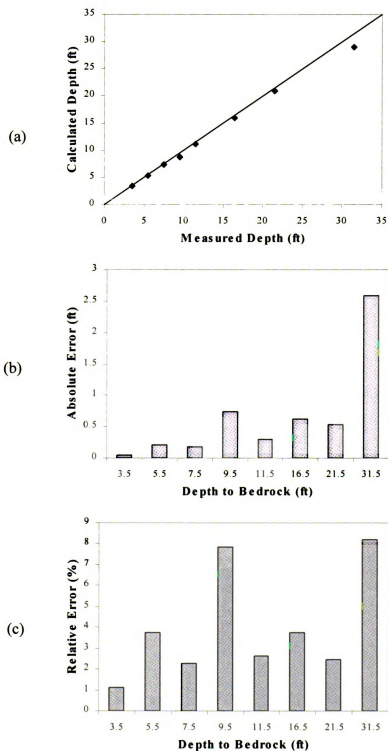 (a)
Calculated Depth (ft)
35
30
25
20
15
10
5
0
0 5 10 15 20 25 30 35
Measured Depth (ft)
(b)
Absolute Error (ft)
3
2.5
2
1.5
1
0.5
0
3.5 5.5 7.5 9.5 11.5 16.5 21.5 31.5
Depth to Bedrock (ft)
(c)
Relative Error (%)
9
8
7
6
5
4
3
2
1
0
3.5 5.5 7.5 9.5 11.5 16.5 21.5 31.5
Depth to Bedrock (ft)